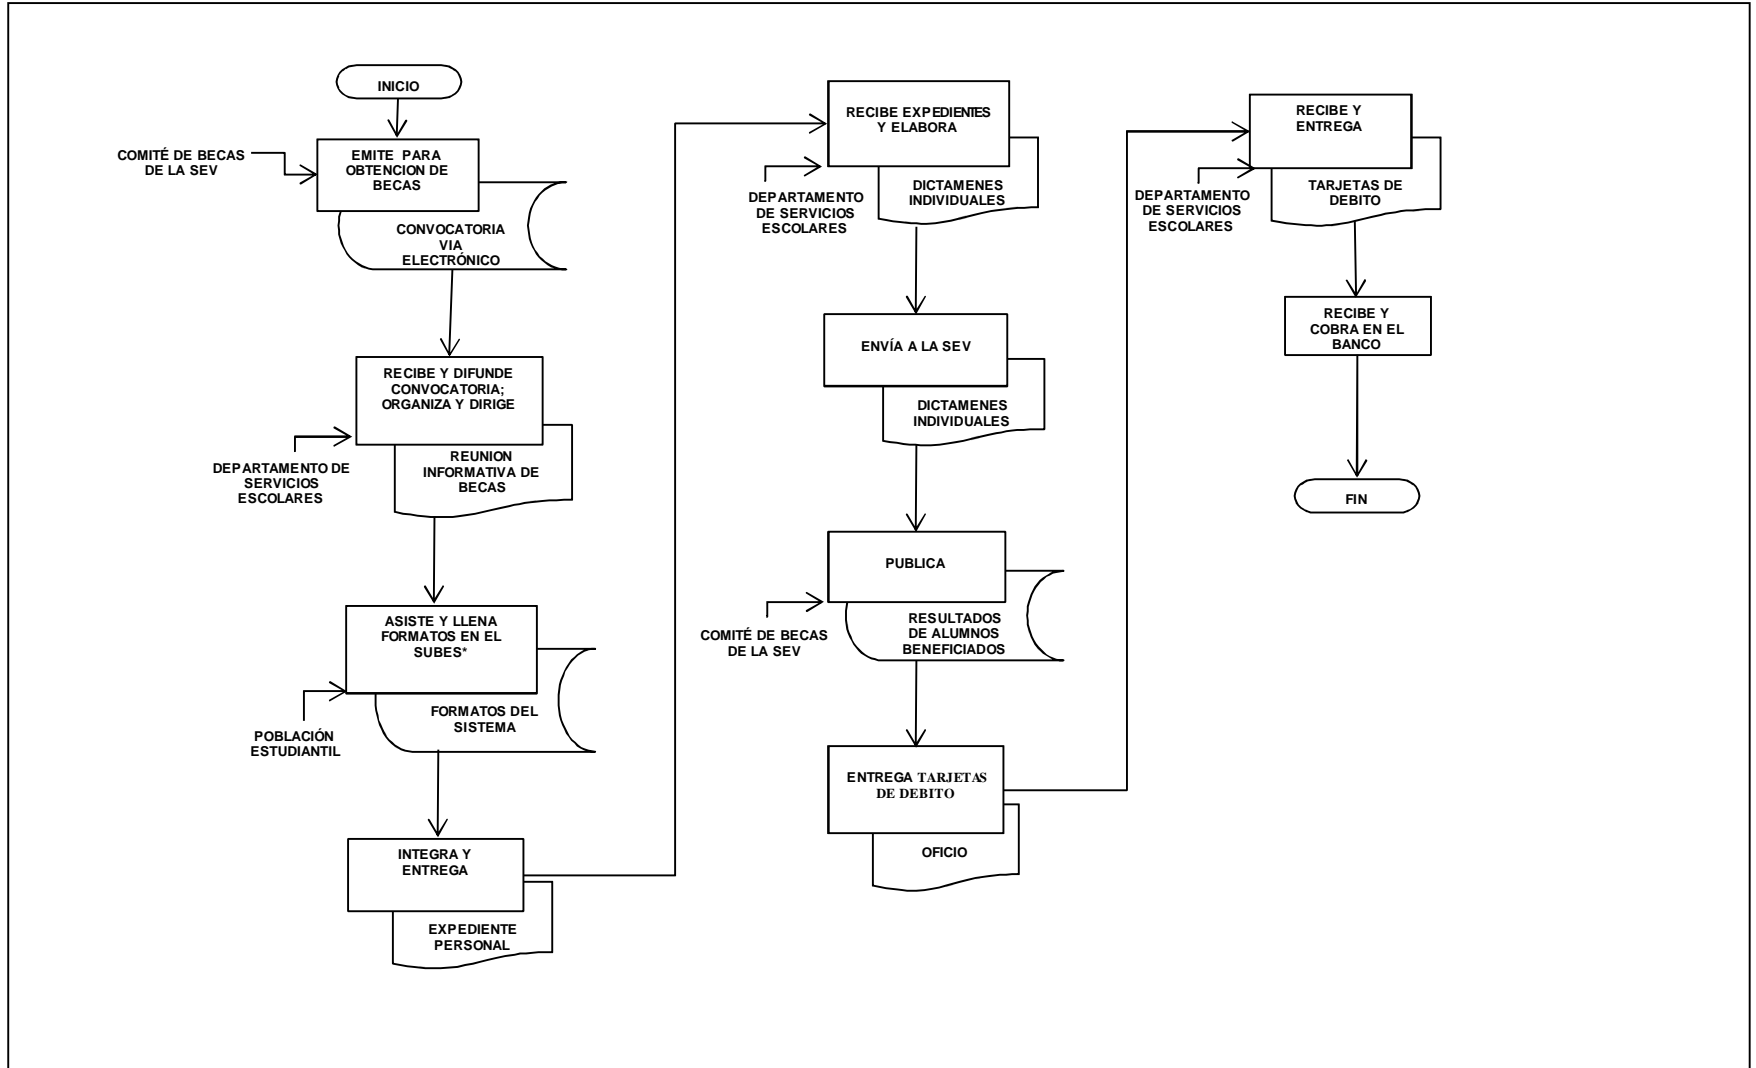 INICIO
COMITÉ DE BECAS
DE LA SEV
EMITE PARA
OBTENCION DE
BECAS
CONVOCATORIA
VIA
ELECTRÓNICO
RECIBE Y DIFUNDE
CONVOCATORIA;
ORGANIZA Y DIRIGE
DEPARTAMENTO DE
SERVICIOS
ESCOLARES
REUNION
INFORMATIVA DE
BECAS
ASISTE Y LLENA
FORMATOS EN EL
SUBES*
POBLACIÓN
ESTUDIANTIL
FORMATOS DEL
SISTEMA
INTEGRA Y
ENTREGA
EXPEDIENTE
PERSONAL
RECIBE EXPEDIENTES
Y ELABORA
DEPARTAMENTO
DE SERVICIOS
ESCOLARES
DICTAMENES
INDIVIDUALES
ENVÍA A LA SEV
DICTAMENES
INDIVIDUALES
PUBLICA
COMITÉ DE BECAS
DE LA SEV
RESULTADOS
DE ALUMNOS
BENEFICIADOS
ENTREGA TARJETAS
DE DEBITO
OFICIO
RECIBE Y
ENTREGA
DEPARTAMENTO
DE SERVICIOS
ESCOLARES
TARJETAS DE
DEBITO
RECIBE Y
COBRA EN EL
BANCO
FIN